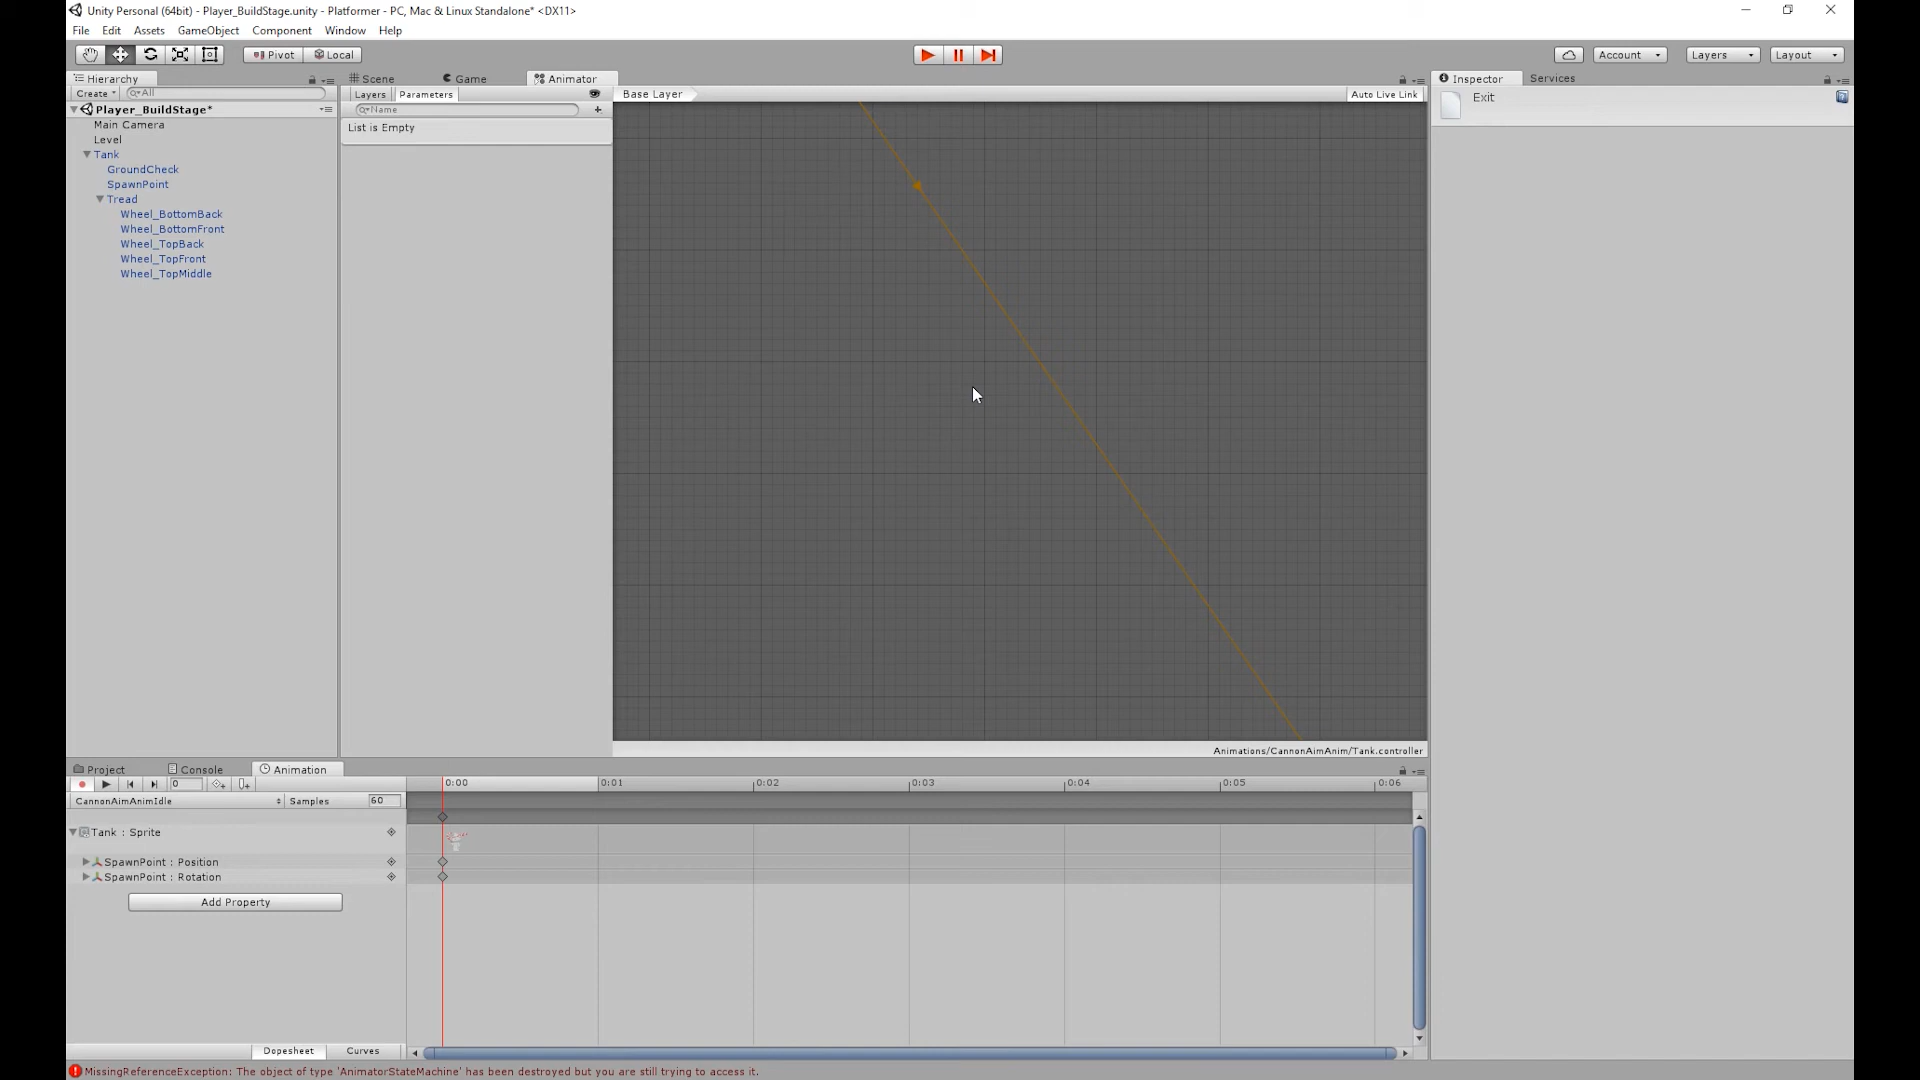 Unity Personal (64bit) - Player_BuildStage.unity - Platformer - PC, Mac & Linux Standalone* <DX11>
File Edit Assets GameObject Component Window Help
Pivot Local
Account Layers Layout
Hierarchy
Scene Game Animator
Inspector Services
Create All
Layers Parameters
Base Layer
Auto Live Link
Exit
Player_BuildStage*
Name
Main Camera
List is Empty
Level
Tank
GroundCheck
SpawnPoint
Tread
Wheel_BottomBack
Wheel_BottomFront
Wheel_TopBack
Wheel_TopFront
Wheel_TopMiddle
Animations/CannonAimAnim/Tank.controller
Project Console Animation
0
0:00 0:01 0:02 0:03 0:04 0:05 0:06
CannonAimAnimIdle Samples 60
Tank : Sprite
SpawnPoint : Position
SpawnPoint : Rotation
Add Property
Dopesheet Curves
MissingReferenceException: The object of type 'AnimatorStateMachine' has been destroyed but you are still trying to access it.